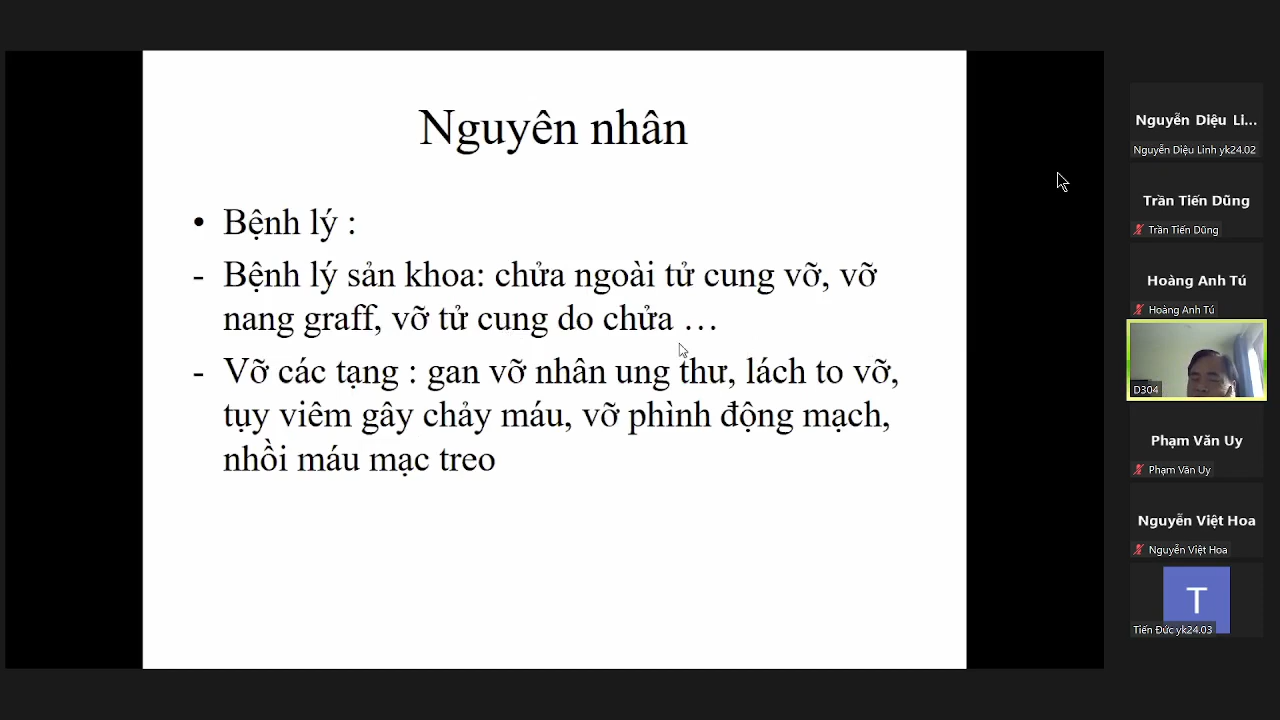 Nguyên nhân
• Bệnh lý :
- Bệnh lý sản khoa: chửa ngoài tử cung vỡ, vỡ
nang graff, vỡ tử cung do chửa …
- Vỡ các tạng : gan vỡ nhân ung thư, lách to vỡ,
tụy viêm gây chảy máu, vỡ phình động mạch,
nhồi máu mạc treo
Nguyễn Diệu Li...
Nguyễn Diệu Linh yk24.02
Trần Tiến Dũng
Trần Tiến Dũng
Hoàng Anh Tú
Hoàng Anh Tú
D304
Phạm Văn Uy
Phạm Văn Uy
Nguyễn Việt Hoa
Nguyễn Việt Hoa
T
Tiến Đức yk24.03